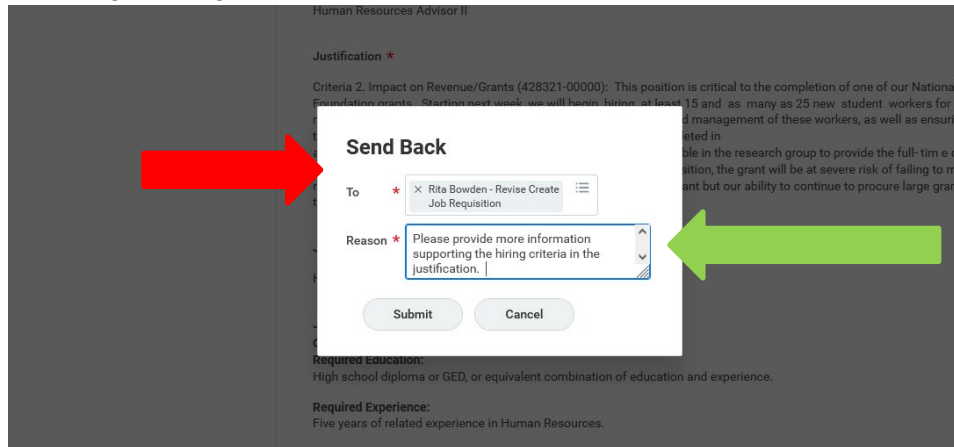 Human Resources Advisor II
Justification *
Criteria 2. Impact on Revenue/Grants (428321-00000): This position is critical to the completion of one of our Nationa
Foundation grants. Starting next week, we will begin hiring at least 15 and as many as 25 new student workers for
d management of these workers, as well as ensuri
eted in
ble in the research group to provide the full- tim e
sition, the grant will be at severe risk of failing to m
ant but our ability to continue to procure large gran
Send Back
To * × Rita Bowden - Revise Create
Job Requisition
Reason * Please provide more information
supporting the hiring criteria in the
justification.
Submit Cancel
Required Education:
High school diploma or GED, or equivalent combination of education and experience.
Required Experience:
Five years of related experience in Human Resources.